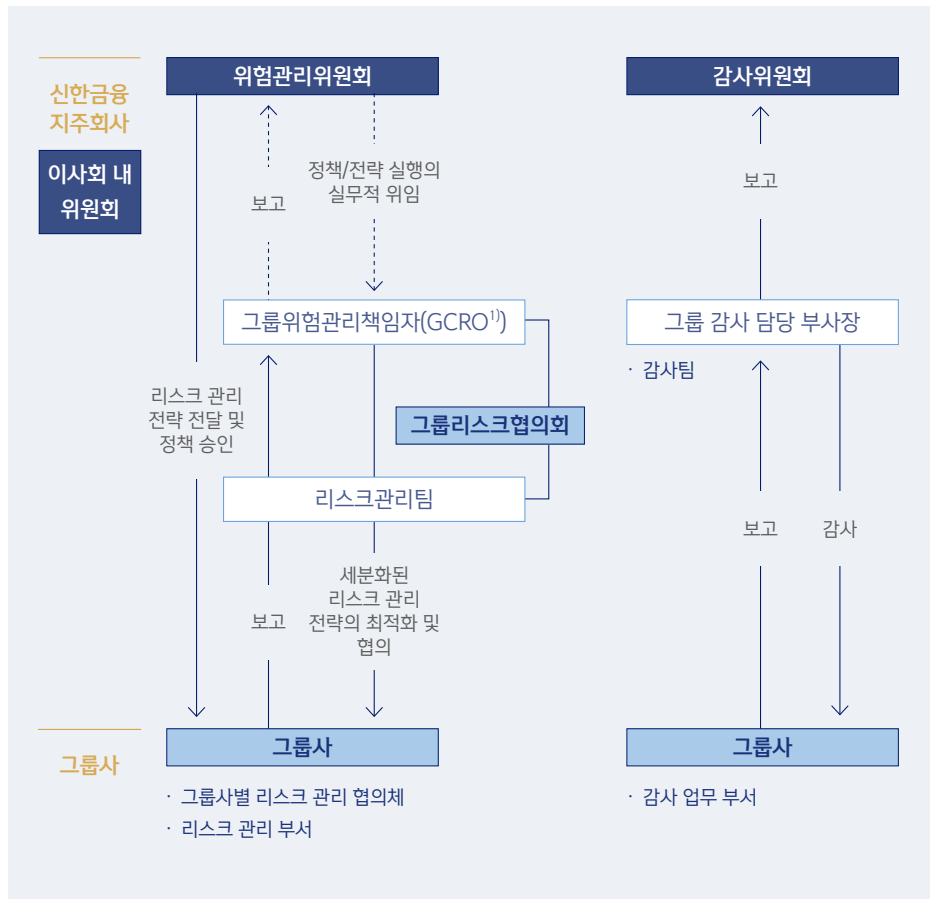 신한금융
지주회사
이사회 내
위원회
위험관리위원회
보고
정책/전략 실행의
실무적 위임
그룹위험관리책임자(GCRO1))
리스크 관리
전략 전달 및
정책 승인
그룹리스크협의회
리스크관리팀
보고
세분화된
리스크 관리
전략의 최적화 및
협의
그룹사
그룹사
· 그룹사별 리스크 관리 협의체
· 리스크 관리 부서
감사위원회
보고
그룹 감사 담당 부사장
· 감사팀
보고
감사
그룹사
· 감사 업무 부서